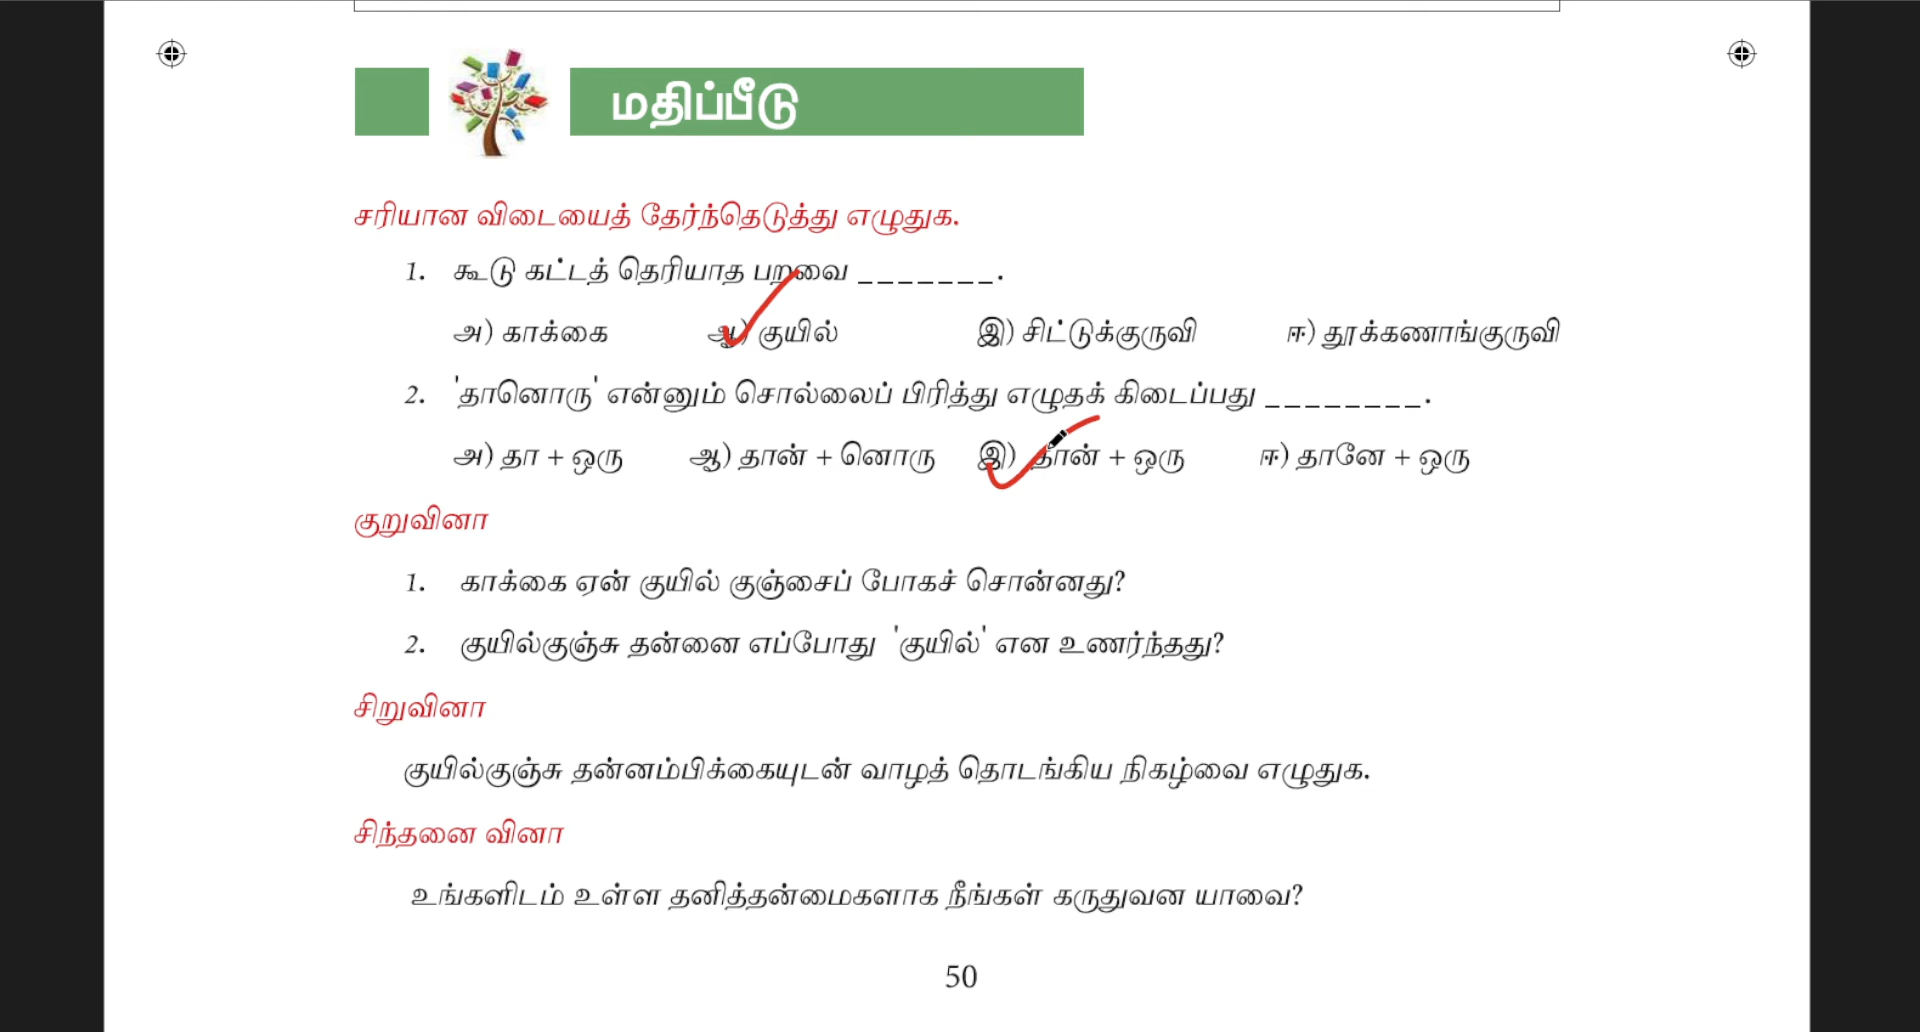 மதிப்பீடு
சரியான விடையைத் தேர்ந்தெடுத்து எழுதுக.
1. கூடு கட்டத் தெரியாத பறவை _______.
அ) காக்கை ஆ) குயில் இ) சிட்டுக்குருவி ஈ) தூக்கணாங்குருவி
2. 'தானொரு' என்னும் சொல்லைப் பிரித்து எழுதக் கிடைப்பது ________.
அ) தா + ஒரு ஆ) தான் + னொரு இ) தான் + ஒரு ஈ) தானே + ஒரு
குறுவினா
1. காக்கை ஏன் குயில் குஞ்சைப் போகச் சொன்னது?
2. குயில்குஞ்சு தன்னை எப்போது 'குயில்' என உணர்ந்தது?
சிறுவினா
குயில்குஞ்சு தன்னம்பிக்கையுடன் வாழத் தொடங்கிய நிகழ்வை எழுதுக.
சிந்தனை வினா
உங்களிடம் உள்ள தனித்தன்மைகளாக நீங்கள் கருதுவன யாவை?
50